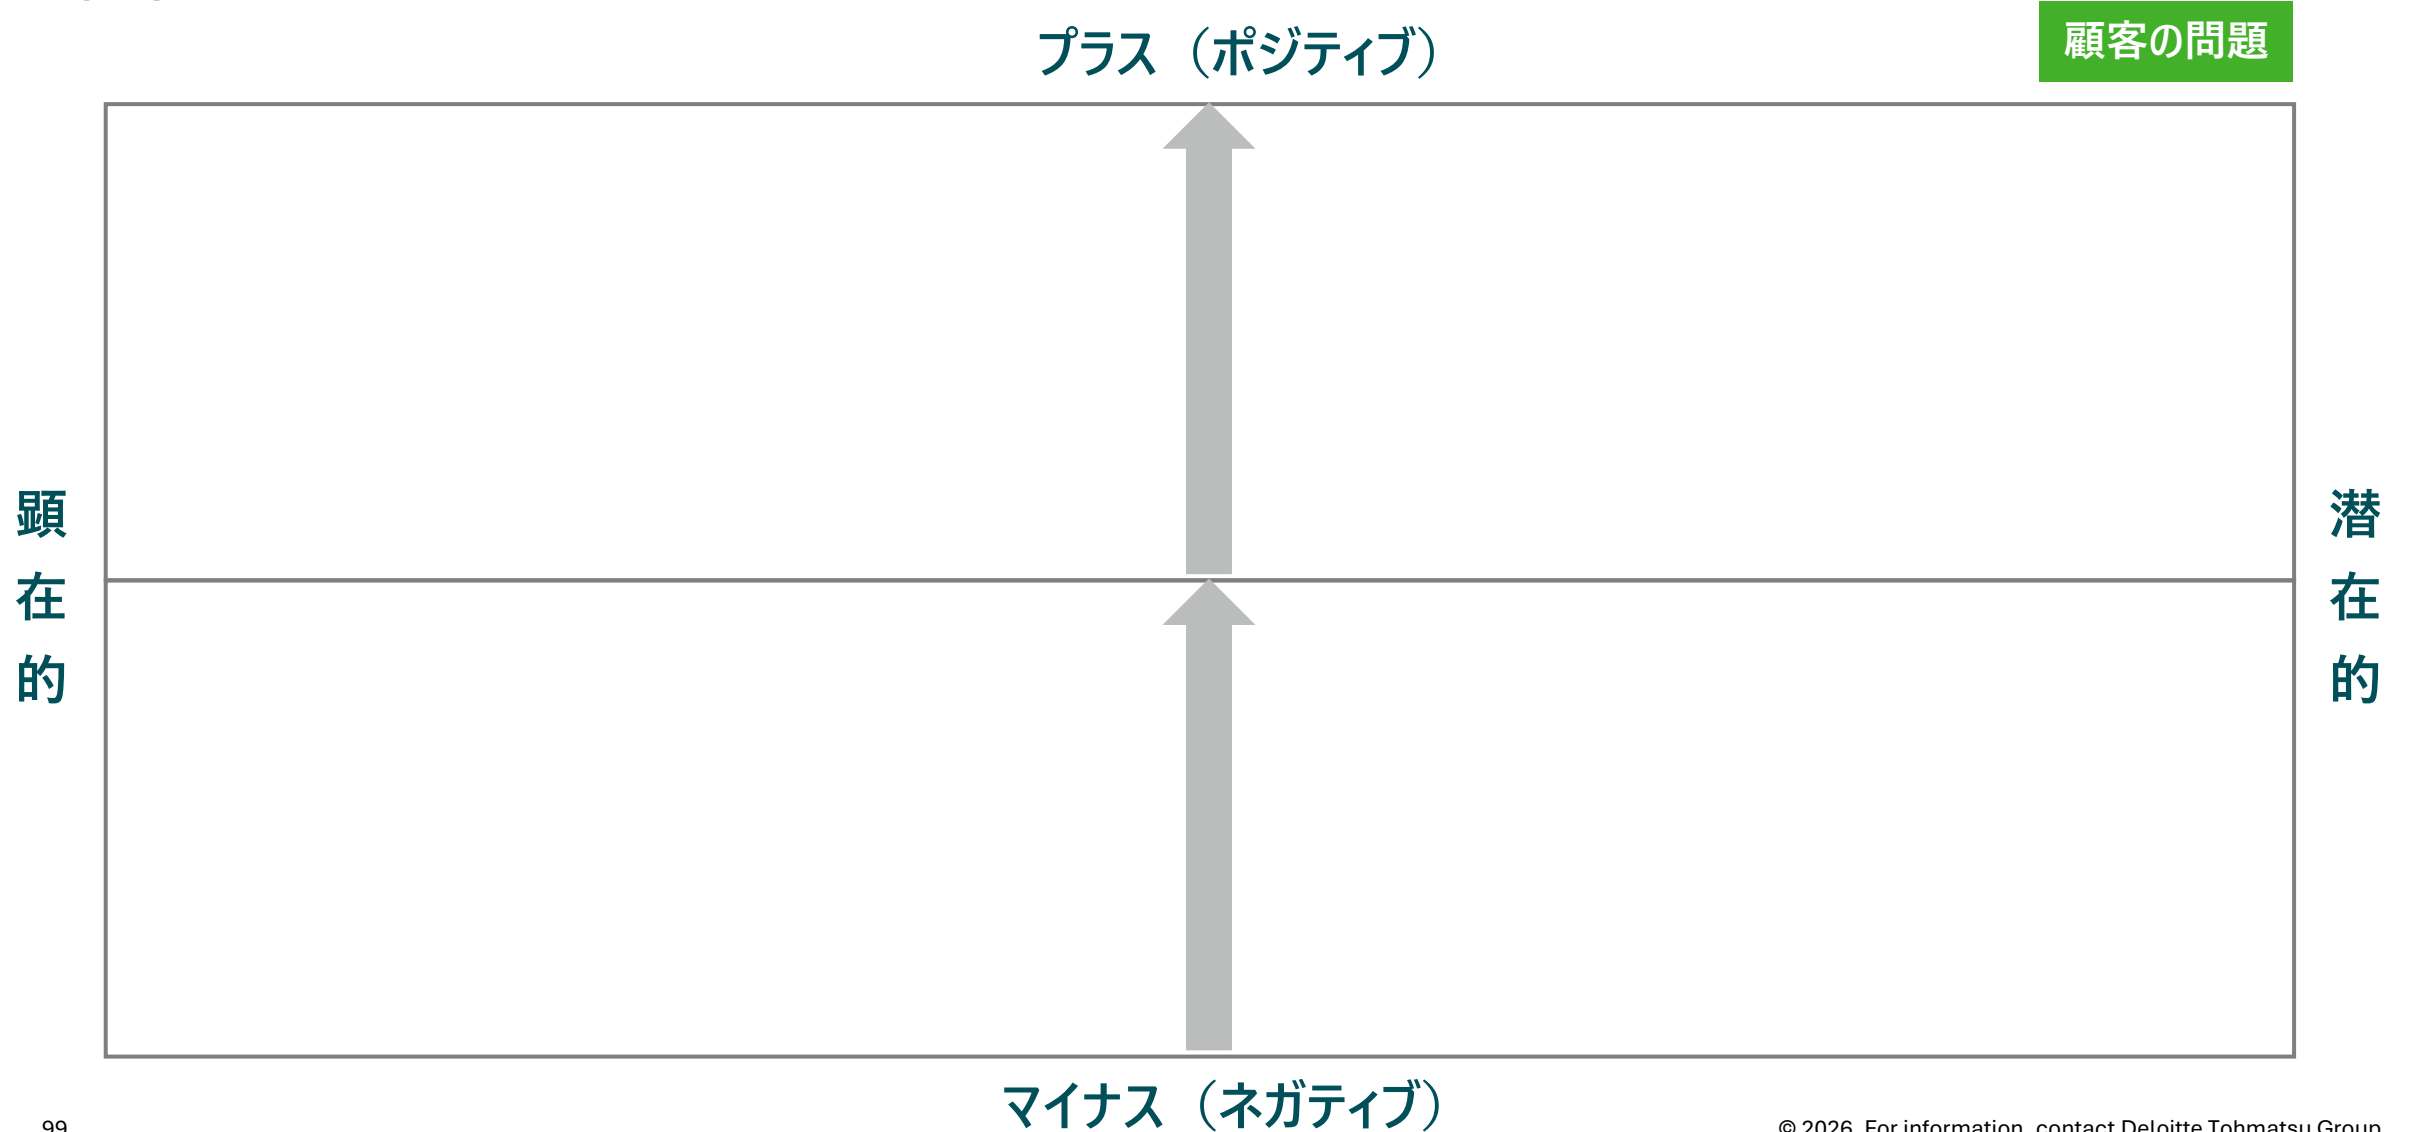 プラス（ポジティブ）
顧客の問題
顕在的
潜在的
マイナス（ネガティブ）
99
© 2026. For information, contact Deloitte Tohmatsu Group.